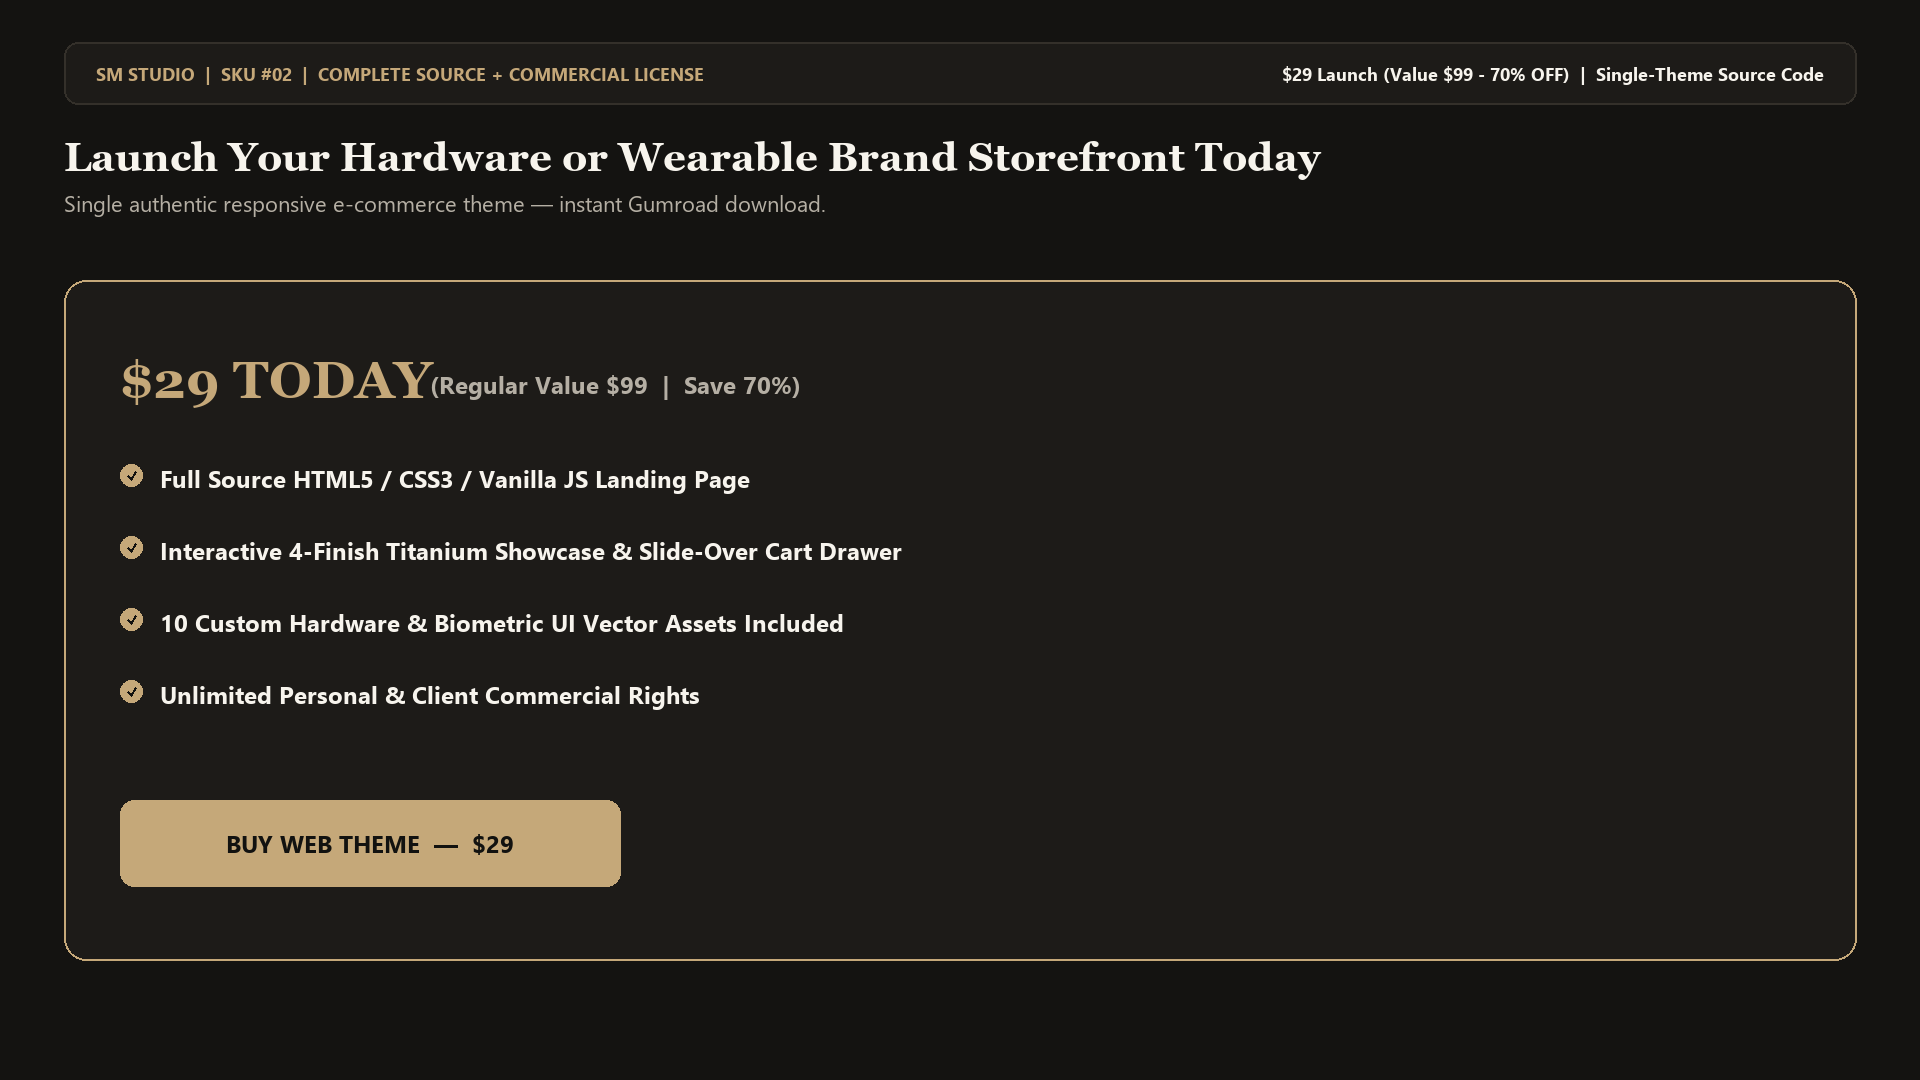 SM STUDIO | SKU #02 | COMPLETE SOURCE + COMMERCIAL LICENSE
$29 Launch (Value $99 - 70% OFF) | Single-Theme Source Code
Launch Your Hardware or Wearable Brand Storefront Today
Single authentic responsive e-commerce theme — instant Gumroad download.
$29 TODAY (Regular Value $99 | Save 70%)
Full Source HTML5 / CSS3 / Vanilla JS Landing Page
Interactive 4-Finish Titanium Showcase & Slide-Over Cart Drawer
10 Custom Hardware & Biometric UI Vector Assets Included
Unlimited Personal & Client Commercial Rights
BUY WEB THEME — $29